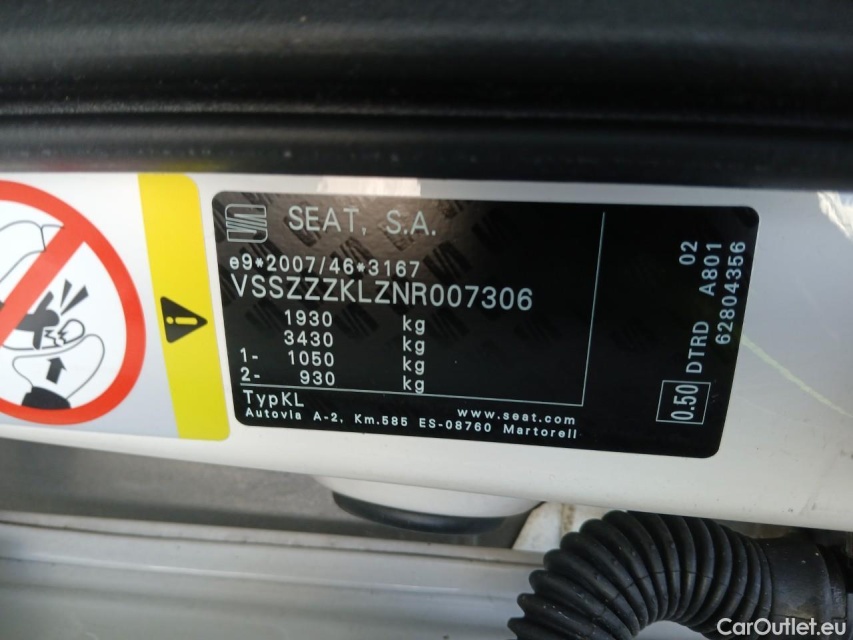 SEAT, S.A.
e9*2007/46*3167
VSSZZZKLZNR007306
1930 kg
3430 kg
1- 1050 kg
2- 930 kg
TypKL
www.seat.com
Autovia A-2, Km.585 ES-08760 Martorell
02
0.50 DTRD A801
62804356
CarOutlet.eu